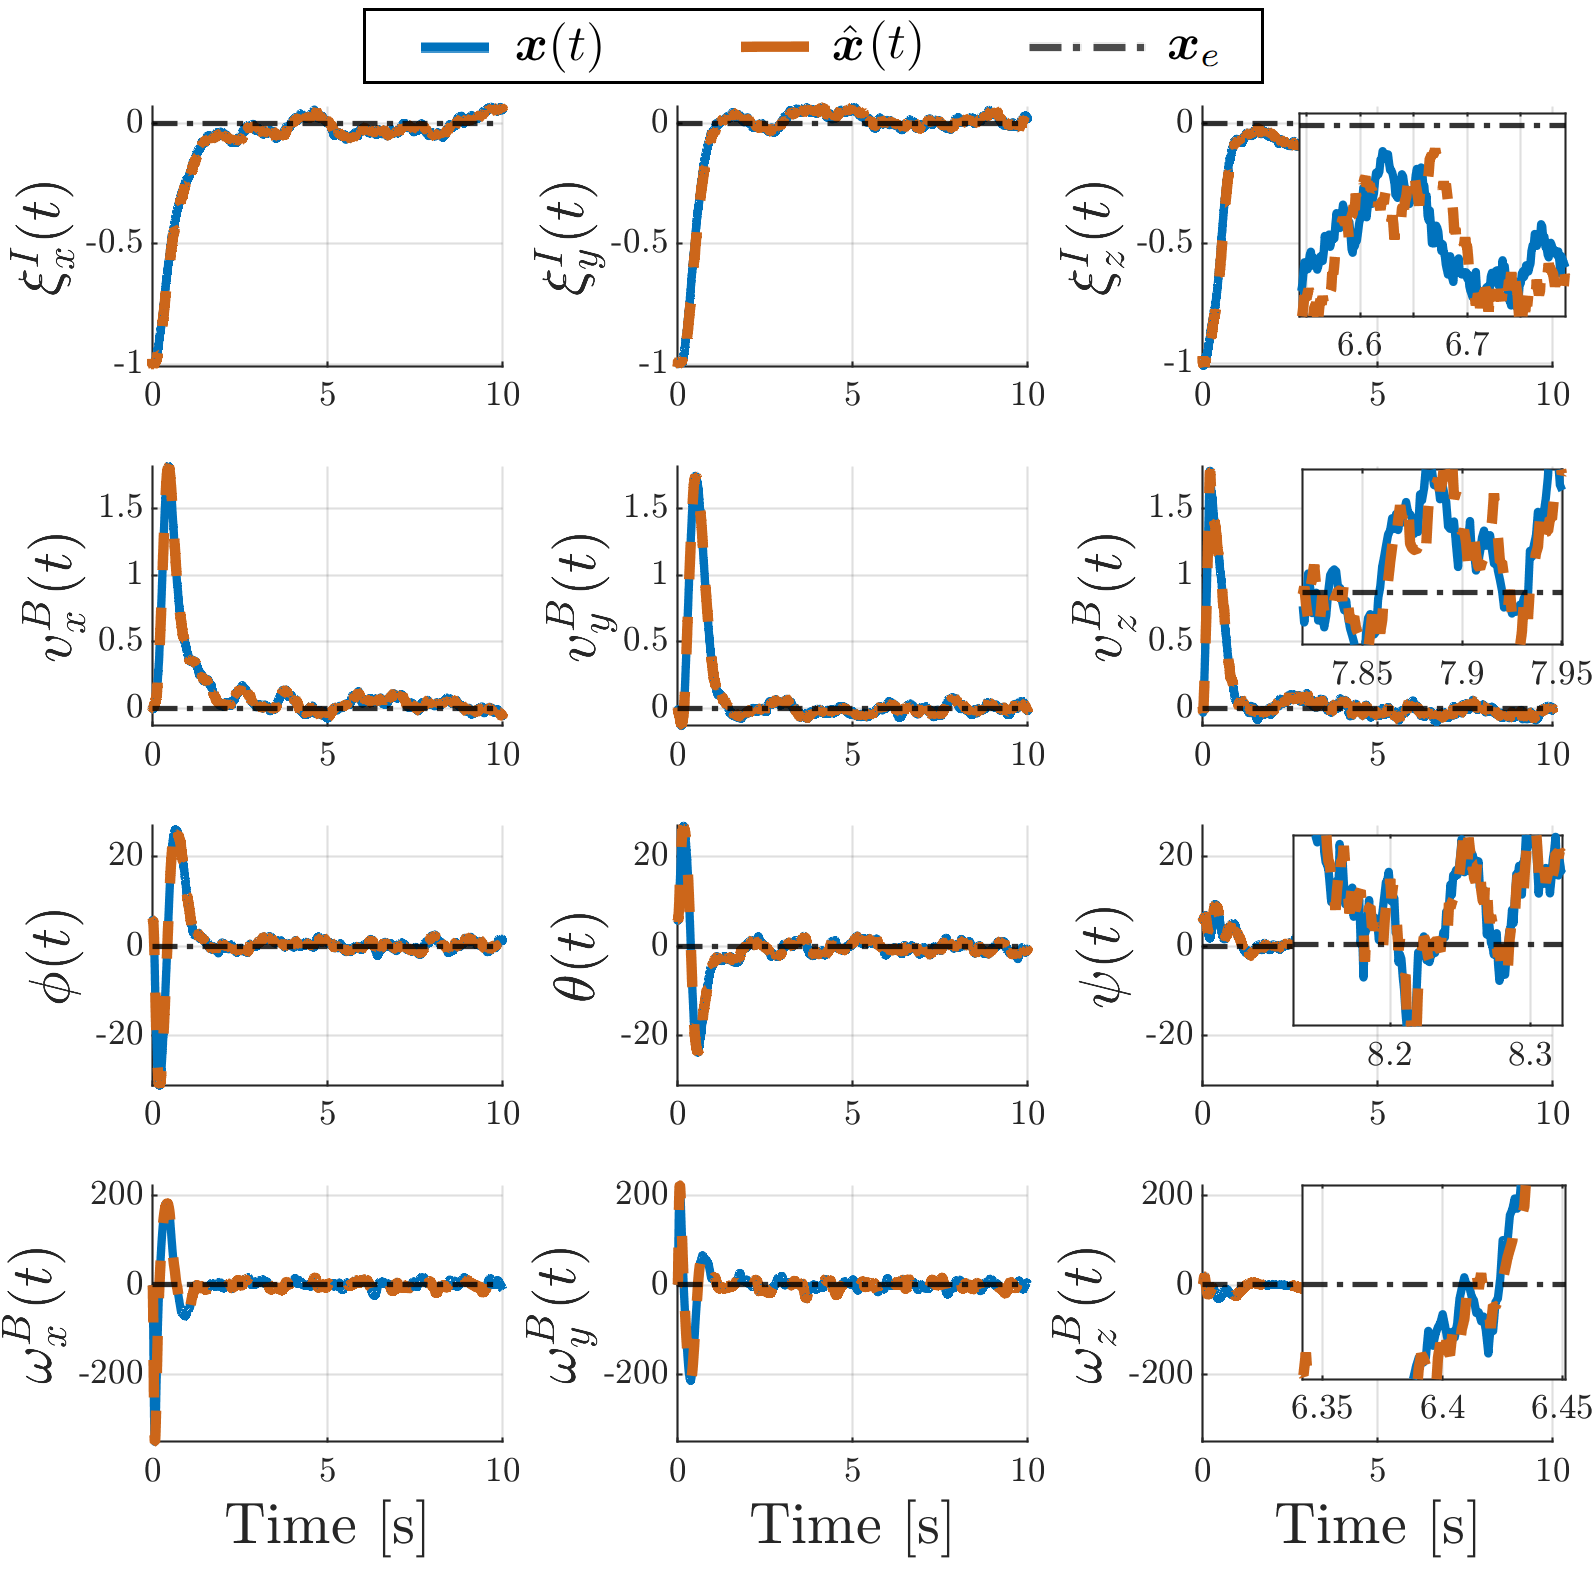 x(t) x̂(t) xₑ
ξₓᴵ(t) 0 -0.5 -1 0 5 10
ξ_y^I(t) 0 -0.5 -1 0 5 10
ξ_z^I(t) 0 -0.5 -1 0 5 10
6.6 6.7
v_x^B(t) 1.5 1 0.5 0 0 5 10
v_y^B(t) 1.5 1 0.5 0 0 5 10
v_z^B(t) 1.5 1 0.5 0 0 5 10
7.85 7.9 7.95
ϕ(t) 20 0 -20 0 5 10
θ(t) 20 0 -20 0 5 10
ψ(t) 20 0 -20 0 5 10
8.2 8.3
ω_x^B(t) 200 0 -200 0 5 10
Time [s]
ω_y^B(t) 200 0 -200 0 5 10
Time [s]
ω_z^B(t) 200 0 -200 0 5 10
6.35 6.4 6.45
Time [s]